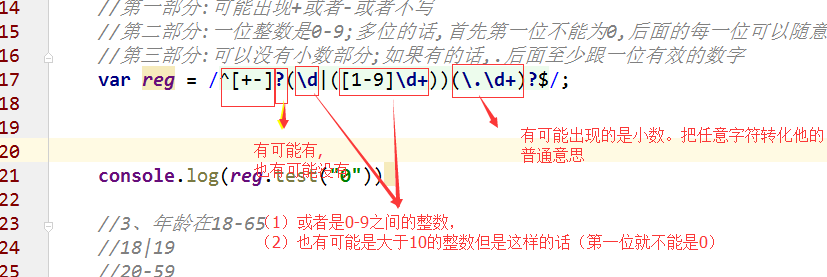 14 //第一部分:可能出现+或者-或者不写
15 //第二部分:一位整数是0-9;多位的话,首先第一位不能为0,后面的每一位可以随意
16 //第三部分:可以没有小数部分;如果有的话,.后面至少跟一位有效的数字
17 var reg = /^[+-]?(\d|([1-9]\d+))(\.\d+)?$/;
18
19
有可能出现的是小数。把任意字符转化他的
普通意思
20
有可能有,
也有可能没有
21 console.log(reg.test("0"))
22
23 //3、年龄在18-65
(1)或者是0-9之间的整数,
24 //18|19
(2)也有可能是大于10的整数但是这样的话(第一位就不能是0)
25 //20-59